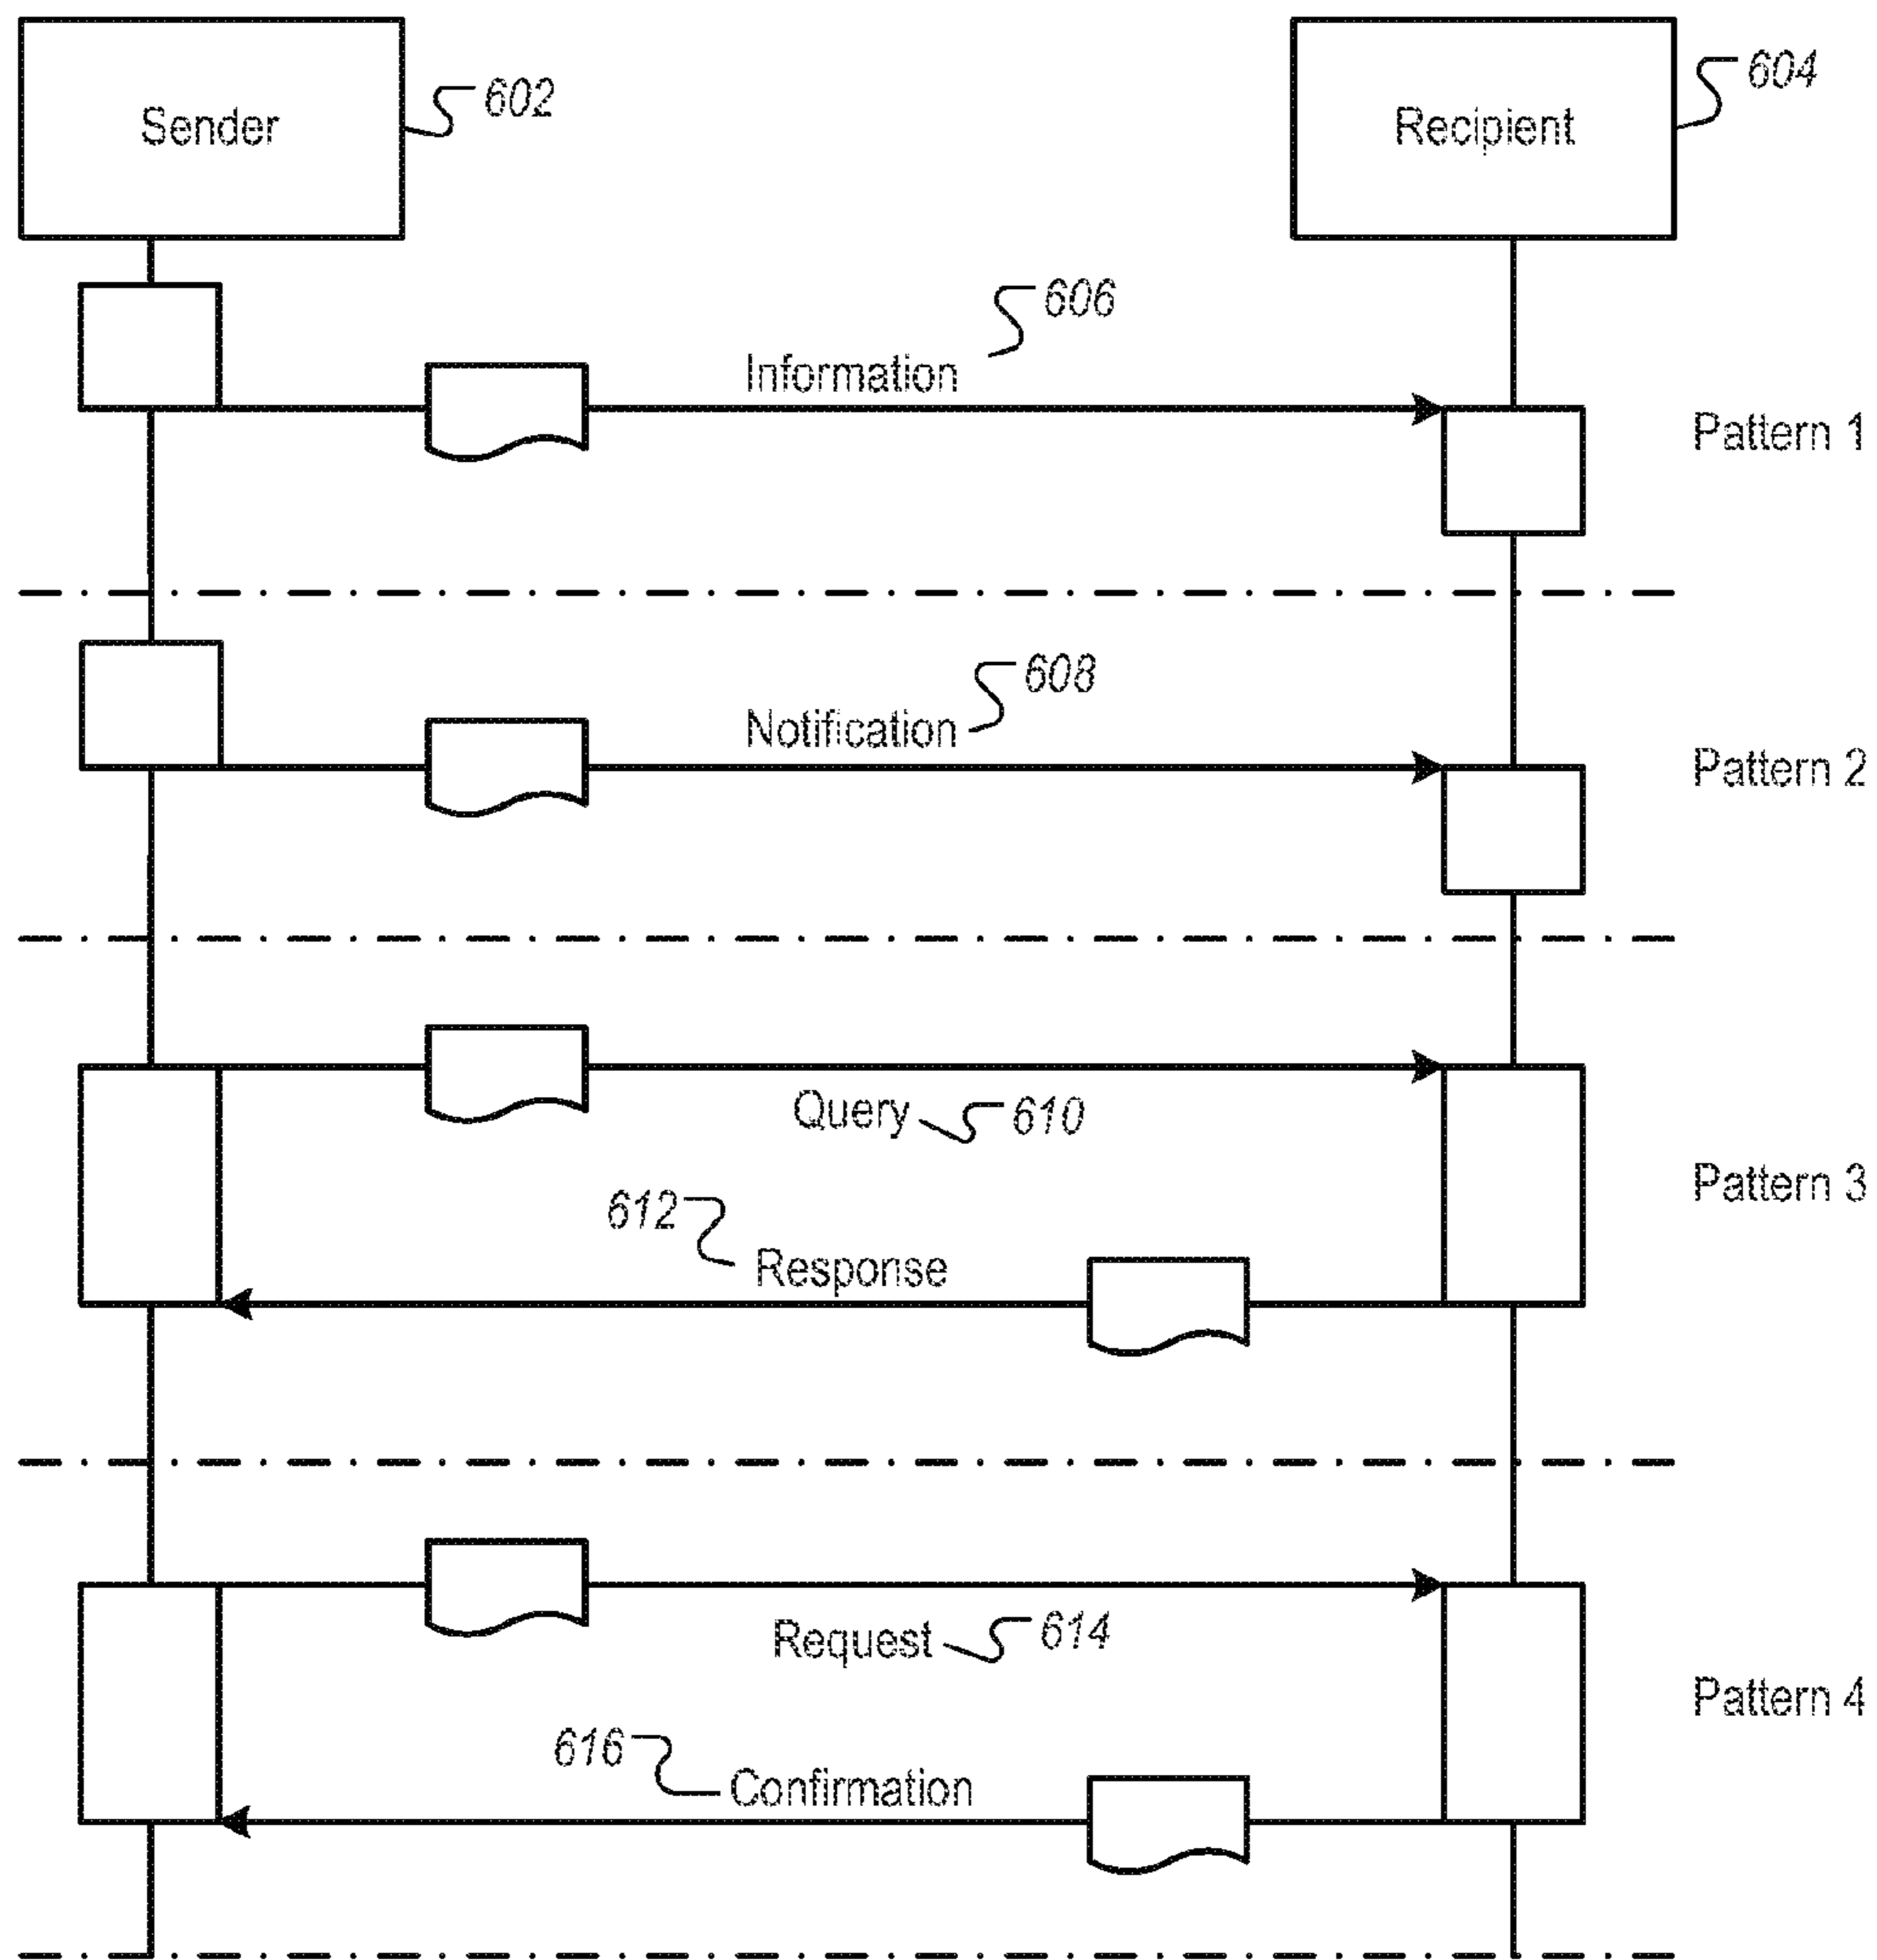 Sender
602
Recipient
604
606
Information
Pattern 1
608
Notification
Pattern 2
Query
610
Pattern 3
612
Response
Request
614
Pattern 4
616
Confirmation